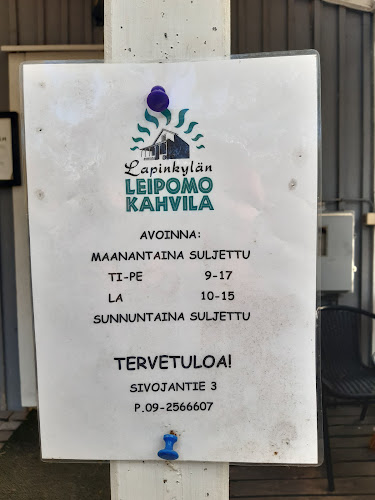 Lapinkylän
LEIPOMO
KAHVILA
AVOINNA:
MAANANTAINA SULJETTU
TI-PE 9-17
LA 10-15
SUNNUNTAINA SULJETTU
TERVETULOA!
SIVOJANTIE 3
P.09-2566607